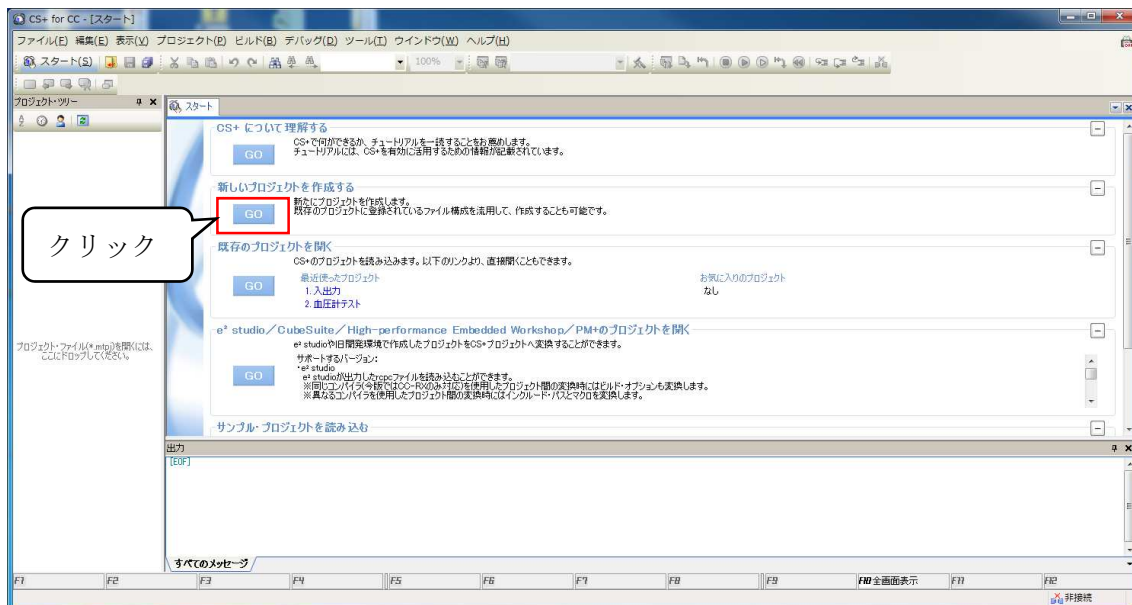 CS+ for CC - [スタート]
ファイル(F) 編集(E) 表示(V) プロジェクト(P) ビルド(B) デバッグ(D) ツール(T) ウインドウ(W) ヘルプ(H)
スタート(S)
100%
プロジェクト・ツリー
スタート
CS+ について理解する
GO
CS+で何ができるか、チュートリアルを一読することをお薦めします。
チュートリアルには、CS+を有効に活用するための情報が記載されています。
新しいプロジェクトを作成する
GO
新たにプロジェクトを作成します。
既存のプロジェクトに登録されているファイル構成を流用して、作成することも可能です。
クリック
既存のプロジェクトを開く
GO
CS+のプロジェクトを読み込みます。以下のリンクより、直接開くこともできます。
最近使ったプロジェクト
お気に入りのプロジェクト
1. 入出力
なし
2. 血圧計テスト
プロジェクト・ファイル(*.mtpj)を開くには、
ここにドロップしてください。
e² studio/CubeSuite/High-performance Embedded Workshop/PM+のプロジェクトを開く
GO
e² studioや旧開発環境で作成したプロジェクトをCS+プロジェクトへ変換することができます。
サポートするバージョン:
・e² studio
e² studioが出力したrcpcファイルを読み込むことができます。
※同じコンパイラ(今版ではCC-RXのみ対応)を使用したプロジェクト間の変換時にはビルド・オプションも変換します。
※異なるコンパイラを使用したプロジェクト間の変換時にはインクルード・パスとマクロを変換します。
サンプル・プロジェクトを読み込む
出力
[EOF]
すべてのメッセージ
F1 F2 F3 F4 F5 F6 F7 F8 F9 F10 全画面表示 F11 F12
非接続